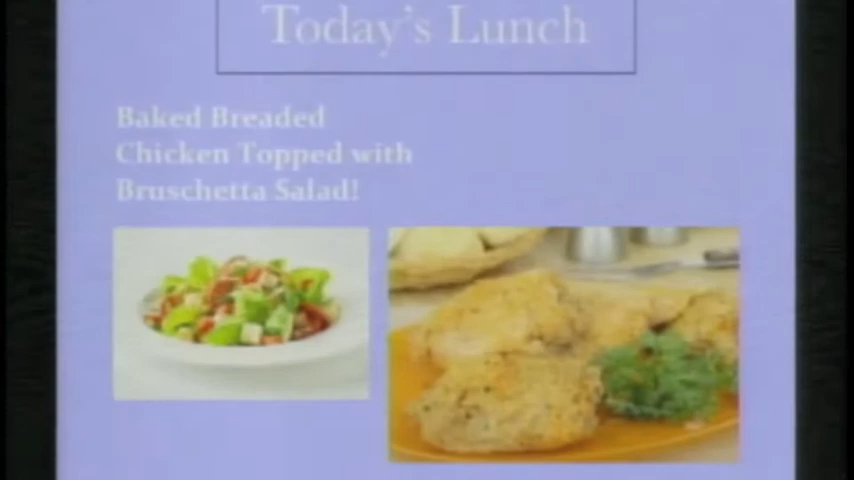 Today's Lunch
Baked Breaded
Chicken Topped with
Bruschetta Salad!